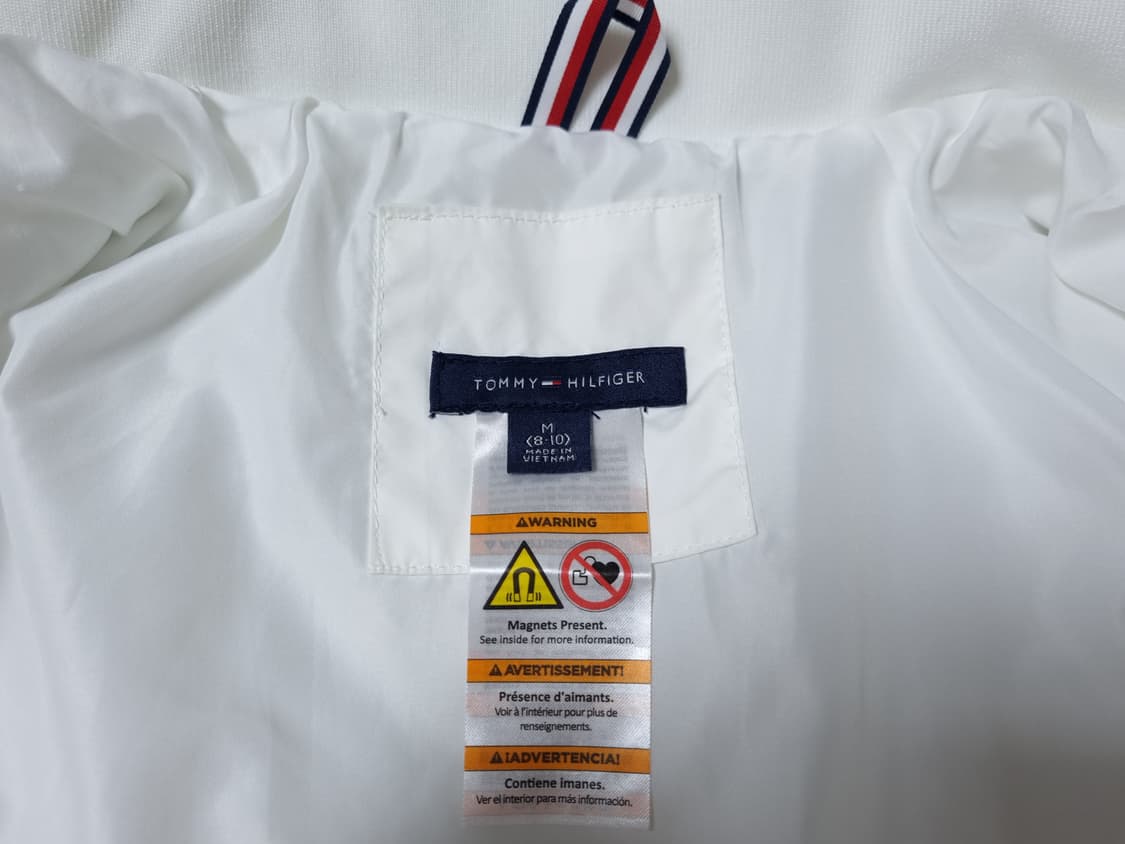 TOMMY HILFIGER
M
(8-10)
MADE IN
VIETNAM
WARNING
Magnets Present.
See inside for more information.
AVERTISSEMENT!
Présence d'aimants.
Voir à l'intérieur pour plus de
renseignements.
¡ADVERTENCIA!
Contiene imanes.
Ver el interior para más información.